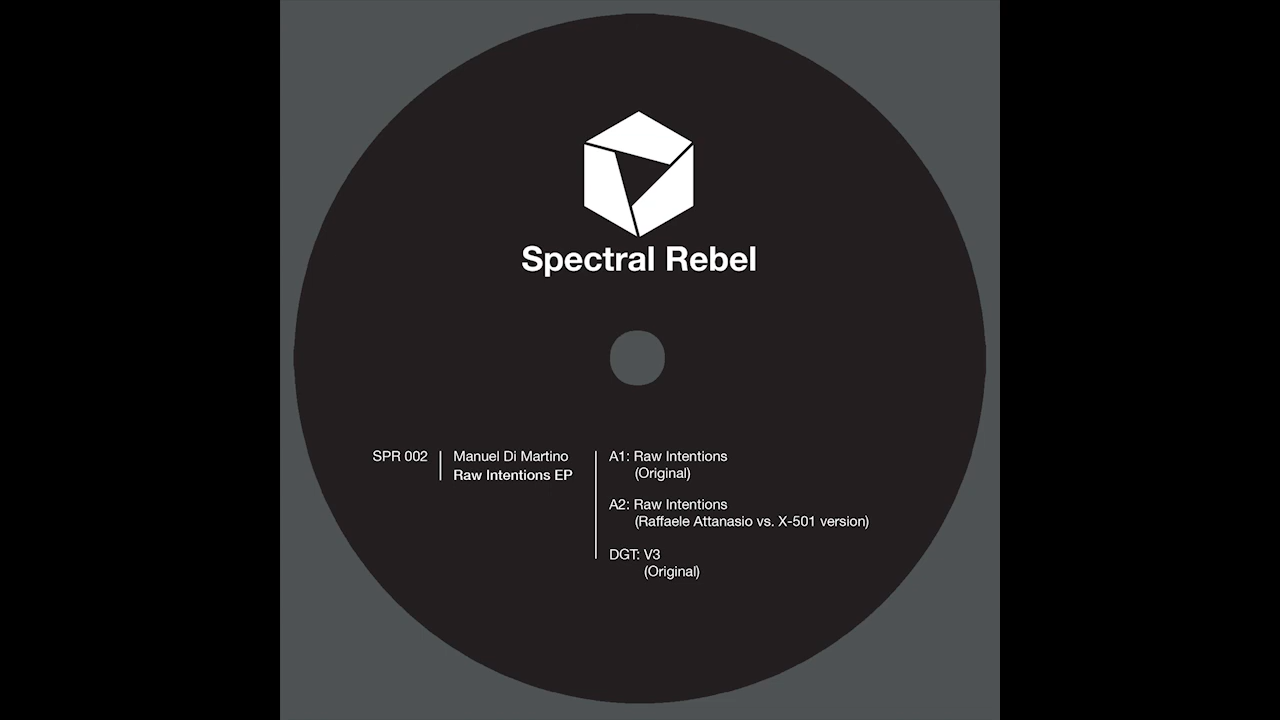 Spectral Rebel
SPR 002
Manuel Di Martino
Raw Intentions EP
A1: Raw Intentions
(Original)
A2: Raw Intentions
(Raffaele Attanasio vs. X-501 version)
DGT: V3
(Original)